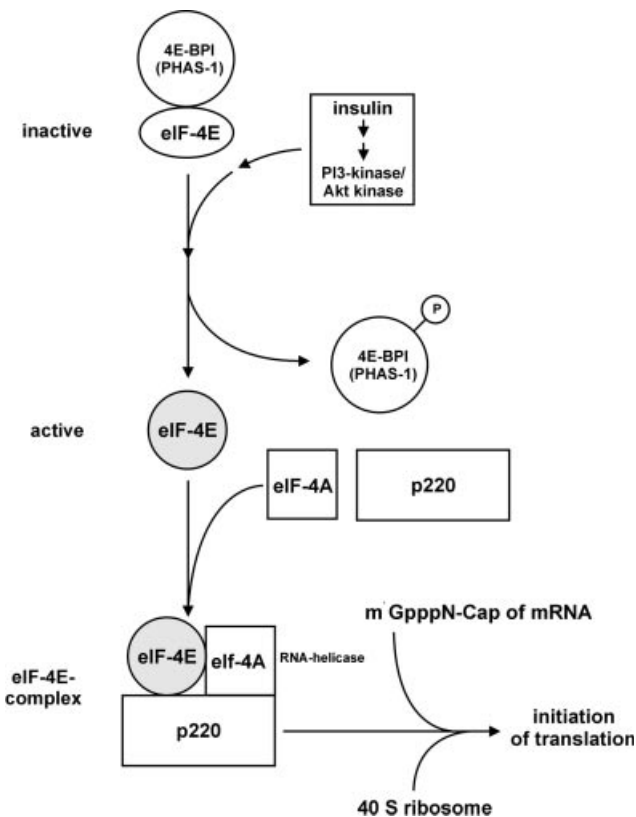 4E-BPI
(PHAS-1)
inactive
eIF-4E
insulin
PI3-kinase/
Akt kinase
P
4E-BPI
(PHAS-1)
active
eIF-4E
eIF-4A
p220
m GpppN-Cap of mRNA
eIF-4E
elf-4A
RNA-helicase
eIF-4E-
complex
p220
initiation
of translation
40 S ribosome